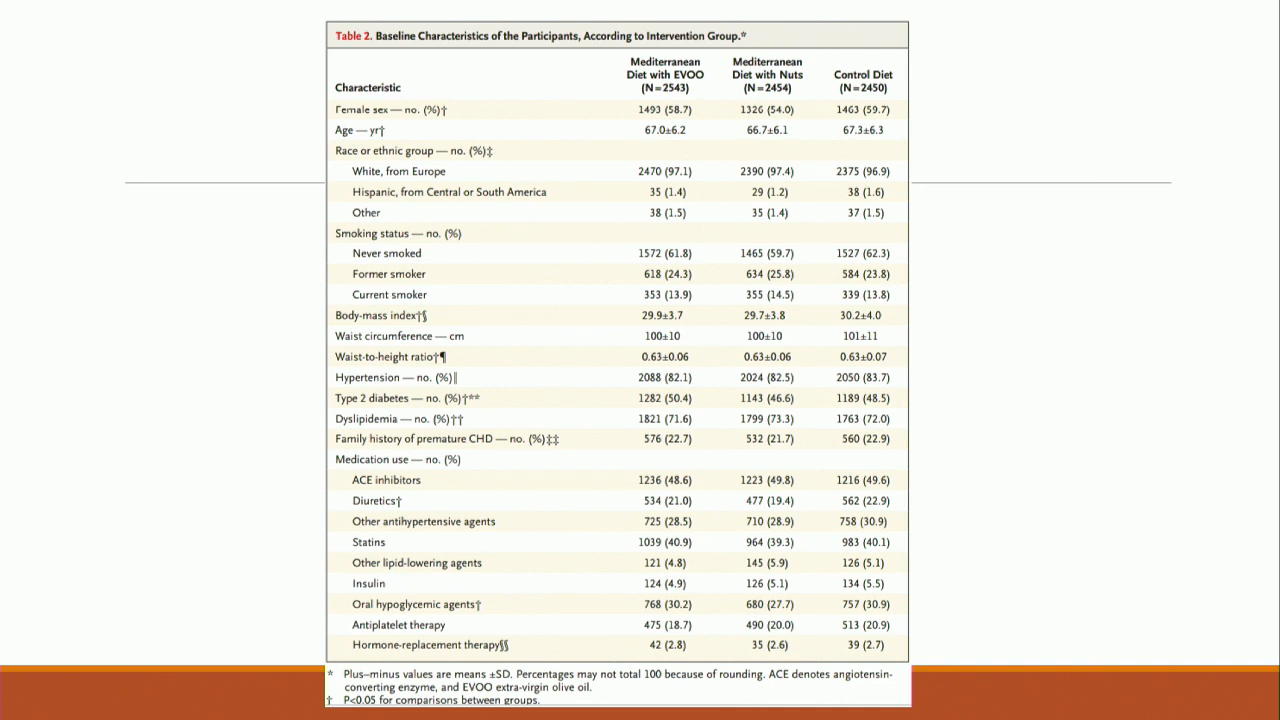 Table 2. Baseline Characteristics of the Participants, According to Intervention Group.*
Characteristic Mediterranean Diet with EVOO (N=2543) Mediterranean Diet with Nuts (N=2454) Control Diet (N=2450)
Female sex — no. (%)† 1493 (58.7) 1326 (54.0) 1463 (59.7)
Age — yr† 67.0±6.2 66.7±6.1 67.3±6.3
Race or ethnic group — no. (%)‡
White, from Europe 2470 (97.1) 2390 (97.4) 2375 (96.9)
Hispanic, from Central or South America 35 (1.4) 29 (1.2) 38 (1.6)
Other 38 (1.5) 35 (1.4) 37 (1.5)
Smoking status — no. (%)
Never smoked 1572 (61.8) 1465 (59.7) 1527 (62.3)
Former smoker 618 (24.3) 634 (25.8) 584 (23.8)
Current smoker 353 (13.9) 355 (14.5) 339 (13.8)
Body-mass index†§ 29.9±3.7 29.7±3.8 30.2±4.0
Waist circumference — cm 100±10 100±10 101±11
Waist-to-height ratio†¶ 0.63±0.06 0.63±0.06 0.63±0.07
Hypertension — no. (%)‖ 2088 (82.1) 2024 (82.5) 2050 (83.7)
Type 2 diabetes — no. (%)†** 1282 (50.4) 1143 (46.6) 1189 (48.5)
Dyslipidemia — no. (%)†† 1821 (71.6) 1799 (73.3) 1763 (72.0)
Family history of premature CHD — no. (%)‡‡ 576 (22.7) 532 (21.7) 560 (22.9)
Medication use — no. (%)
ACE inhibitors 1236 (48.6) 1223 (49.8) 1216 (49.6)
Diuretics† 534 (21.0) 477 (19.4) 562 (22.9)
Other antihypertensive agents 725 (28.5) 710 (28.9) 758 (30.9)
Statins 1039 (40.9) 964 (39.3) 983 (40.1)
Other lipid-lowering agents 121 (4.8) 145 (5.9) 126 (5.1)
Insulin 124 (4.9) 126 (5.1) 134 (5.5)
Oral hypoglycemic agents† 768 (30.2) 680 (27.7) 757 (30.9)
Antiplatelet therapy 475 (18.7) 490 (20.0) 513 (20.9)
Hormone-replacement therapy§§ 42 (2.8) 35 (2.6) 39 (2.7)
* Plus–minus values are means ±SD. Percentages may not total 100 because of rounding. ACE denotes angiotensin-
converting enzyme, and EVOO extra-virgin olive oil.
† P<0.05 for comparisons between groups.